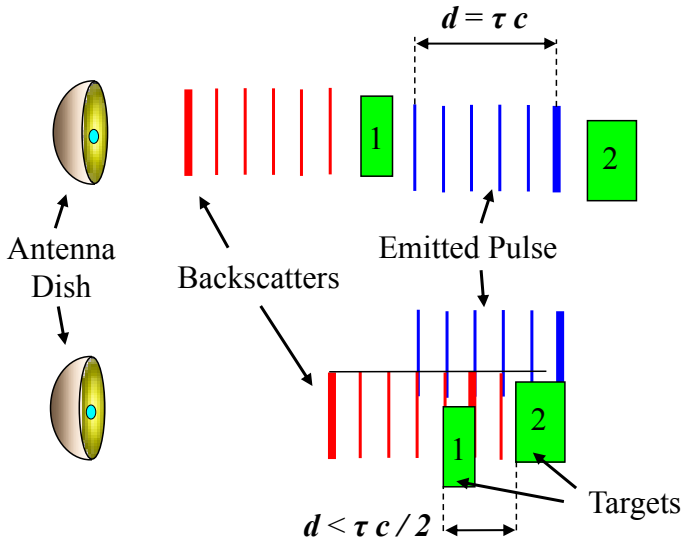 d = τ c
1
2
Antenna
Dish
Backscatters
Emitted Pulse
1
2
Targets
d < τ c / 2